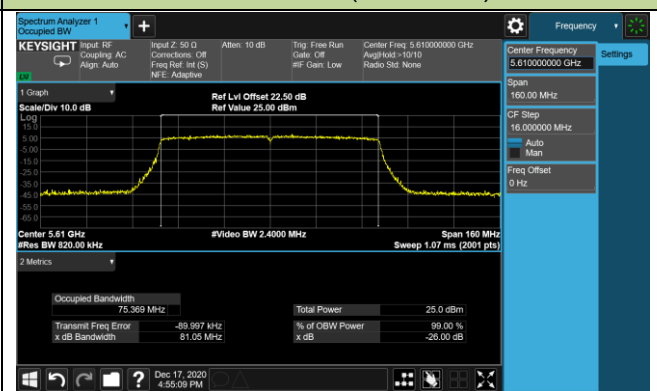 Spectrum Analyzer 1
Occupied BW
+
Frequency
KEYSIGHT
Input: RF
Coupling: AC
Align: Auto
Input Z: 50 Ω
Corrections: Off
Freq Ref: Int (S)
NFE: Adaptive
Atten: 10 dB
Trig: Free Run
Gate: Off
#IF Gain: Low
Center Freq: 5.610000000 GHz
Avg|Hold:>10/10
Radio Std: None
Center Frequency
5.610000000 GHz
Settings
Span
160.00 MHz
CF Step
16.000000 MHz
Auto
Man
Freq Offset
0 Hz
1 Graph
Scale/Div 10.0 dB
Ref Lvl Offset 22.50 dB
Ref Value 25.00 dBm
Log
15.0
5.00
-5.00
-15.0
-25.0
-35.0
-45.0
-55.0
-65.0
Center 5.61 GHz
#Video BW 2.4000 MHz
Span 160 MHz
#Res BW 820.00 kHz
Sweep 1.07 ms (2001 pts)
2 Metrics
Occupied Bandwidth
75.369 MHz
Total Power
25.0 dBm
Transmit Freq Error
-89.997 kHz
% of OBW Power
99.00 %
x dB Bandwidth
81.05 MHz
x dB
-26.00 dB
?
Dec 17, 2020
4:55:09 PM